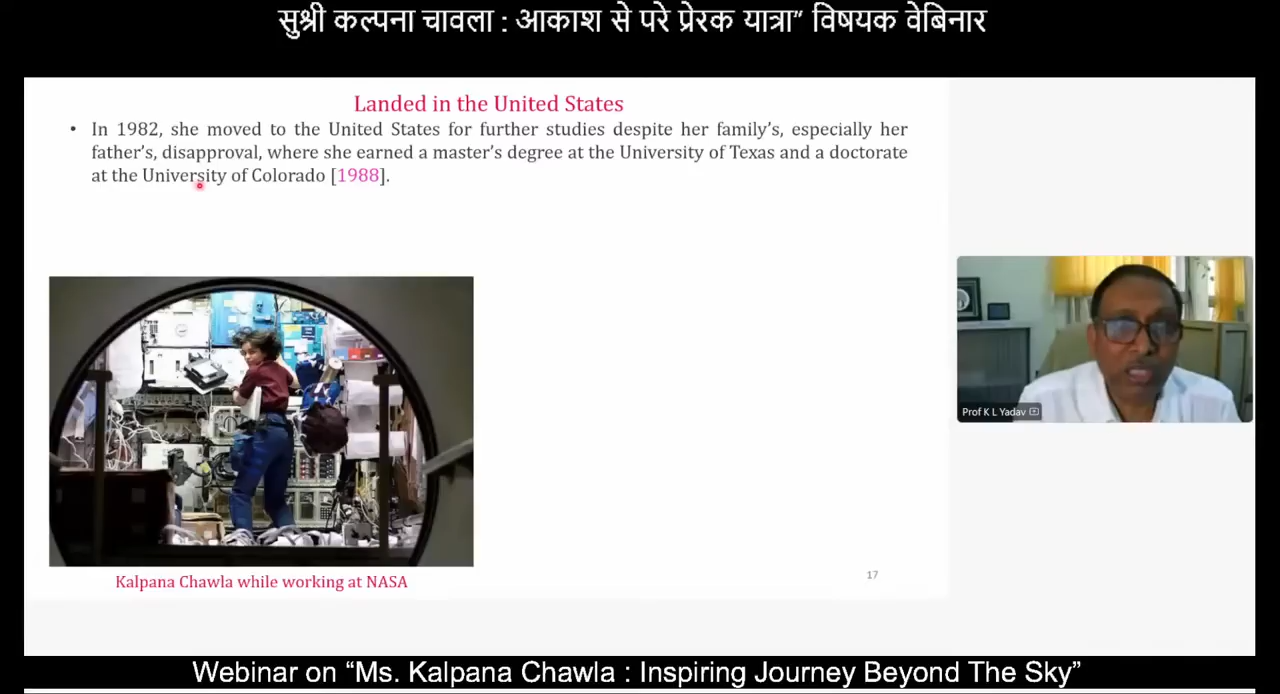 सुश्री कल्पना चावला : आकाश से परे प्रेरक यात्रा” विषयक वेबिनार
Landed in the United States
• In 1982, she moved to the United States for further studies despite her family’s, especially her
father’s, disapproval, where she earned a master’s degree at the University of Texas and a doctorate
at the University of Colorado [1988].
Prof K L Yadav
Kalpana Chawla while working at NASA
17
Webinar on “Ms. Kalpana Chawla : Inspiring Journey Beyond The Sky”